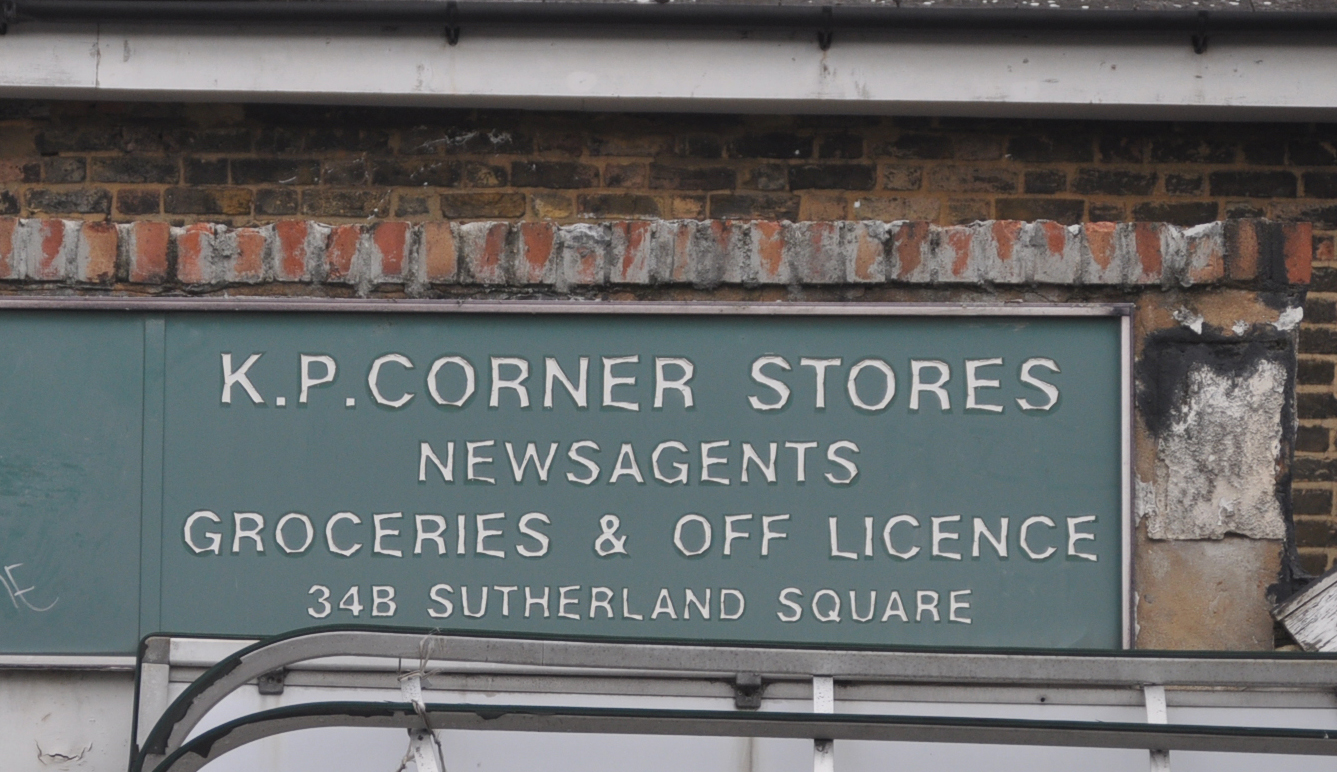 K.P.CORNER STORES
NEWSAGENTS
GROCERIES & OFF LICENCE
34B SUTHERLAND SQUARE